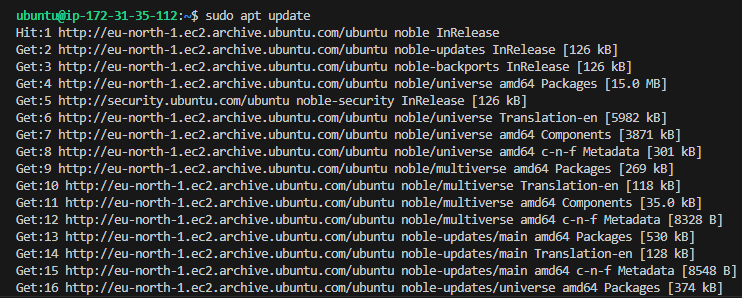 ubuntu@ip-172-31-35-112:~$ sudo apt update
Hit:1 http://eu-north-1.ec2.archive.ubuntu.com/ubuntu noble InRelease
Get:2 http://eu-north-1.ec2.archive.ubuntu.com/ubuntu noble-updates InRelease [126 kB]
Get:3 http://eu-north-1.ec2.archive.ubuntu.com/ubuntu noble-backports InRelease [126 kB]
Get:4 http://eu-north-1.ec2.archive.ubuntu.com/ubuntu noble/universe amd64 Packages [15.0 MB]
Get:5 http://security.ubuntu.com/ubuntu noble-security InRelease [126 kB]
Get:6 http://eu-north-1.ec2.archive.ubuntu.com/ubuntu noble/universe Translation-en [5982 kB]
Get:7 http://eu-north-1.ec2.archive.ubuntu.com/ubuntu noble/universe amd64 Components [3871 kB]
Get:8 http://eu-north-1.ec2.archive.ubuntu.com/ubuntu noble/universe amd64 c-n-f Metadata [301 kB]
Get:9 http://eu-north-1.ec2.archive.ubuntu.com/ubuntu noble/multiverse amd64 Packages [269 kB]
Get:10 http://eu-north-1.ec2.archive.ubuntu.com/ubuntu noble/multiverse Translation-en [118 kB]
Get:11 http://eu-north-1.ec2.archive.ubuntu.com/ubuntu noble/multiverse amd64 Components [35.0 kB]
Get:12 http://eu-north-1.ec2.archive.ubuntu.com/ubuntu noble/multiverse amd64 c-n-f Metadata [8328 B]
Get:13 http://eu-north-1.ec2.archive.ubuntu.com/ubuntu noble-updates/main amd64 Packages [530 kB]
Get:14 http://eu-north-1.ec2.archive.ubuntu.com/ubuntu noble-updates/main Translation-en [128 kB]
Get:15 http://eu-north-1.ec2.archive.ubuntu.com/ubuntu noble-updates/main amd64 c-n-f Metadata [8548 B]
Get:16 http://eu-north-1.ec2.archive.ubuntu.com/ubuntu noble-updates/universe amd64 Packages [374 kB]